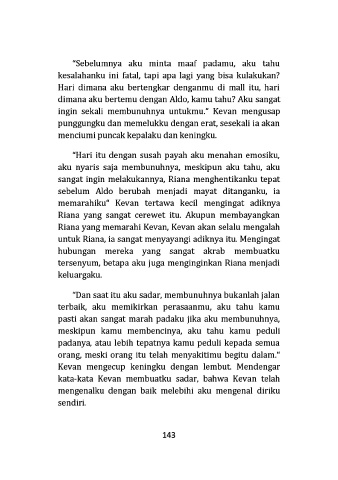 "Sebelumnya aku minta maaf padamu, aku tahu
kesalahanku ini fatal, tapi apa lagi yang bisa kulakukan?
Hari dimana aku bertengkar denganmu di mall itu, hari
dimana aku bertemu dengan Aldo, kamu tahu? Aku sangat
ingin sekali membunuhnya untukmu." Kevan mengusap
punggungku dan memelukku dengan erat, sesekali ia akan
menciumi puncak kepalaku dan keningku.
"Hari itu dengan susah payah aku menahan emosiku,
aku nyaris saja membunuhnya, meskipun aku tahu, aku
sangat ingin melakukannya, Riana menghentikanku tepat
sebelum Aldo berubah menjadi mayat ditanganku, ia
memarahiku" Kevan tertawa kecil mengingat adiknya
Riana yang sangat cerewet itu. Akupun membayangkan
Riana yang memarahi Kevan, Kevan akan selalu mengalah
untuk Riana, ia sangat menyayangi adiknya itu. Mengingat
hubungan mereka yang sangat akrab membuatku
tersenyum, betapa aku juga menginginkan Riana menjadi
keluargaku.
"Dan saat itu aku sadar, membunuhnya bukanlah jalan
terbaik, aku memikirkan perasaanmu, aku tahu kamu
pasti akan sangat marah padaku jika aku membunuhnya,
meskipun kamu membencinya, aku tahu kamu peduli
padanya, atau lebih tepatnya kamu peduli kepada semua
orang, meski orang itu telah menyakitimu begitu dalam."
Kevan mengecup keningku dengan lembut. Mendengar
kata-kata Kevan membuatku sadar, bahwa Kevan telah
mengenalku dengan baik melebihi aku mengenal diriku
sendiri.
143